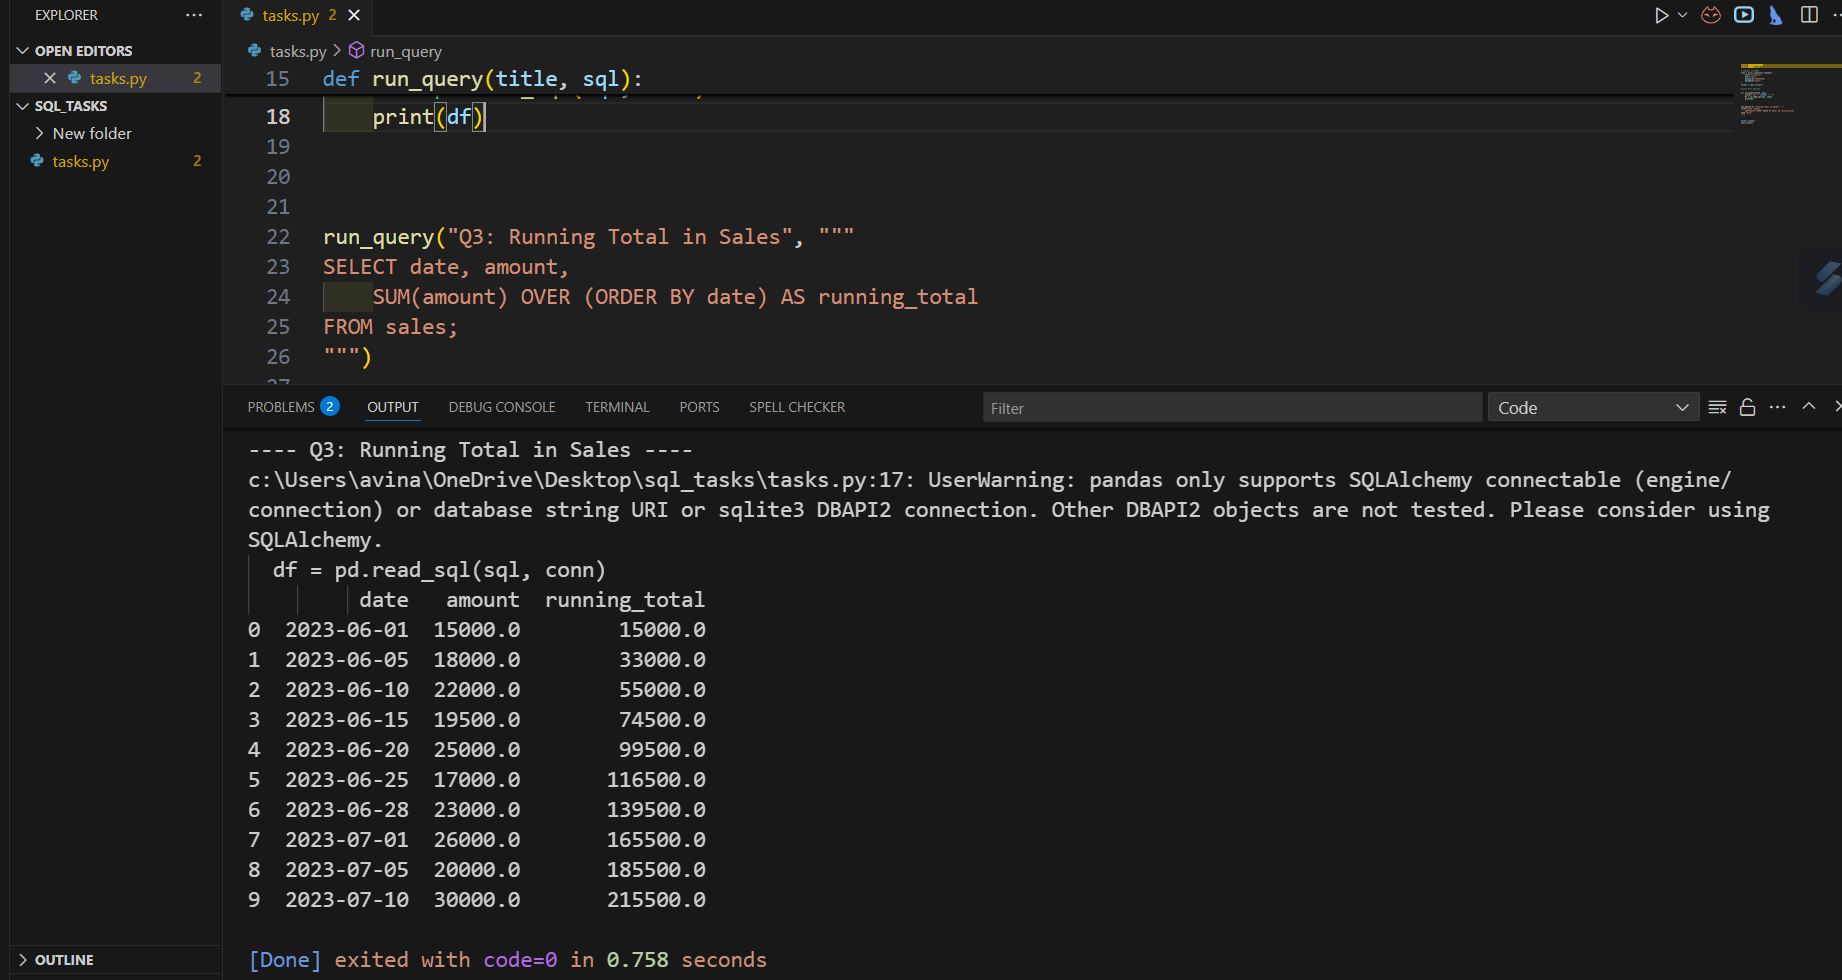 EXPLORER
OPEN EDITORS
tasks.py 2
SQL_TASKS
New folder
tasks.py 2
OUTLINE
tasks.py 2
tasks.py > run_query
15 def run_query(title, sql):
18 print(df)
19
20
21
22 run_query("Q3: Running Total in Sales", """
23 SELECT date, amount,
24 SUM(amount) OVER (ORDER BY date) AS running_total
25 FROM sales;
26 """)
27
PROBLEMS 2 OUTPUT DEBUG CONSOLE TERMINAL PORTS SPELL CHECKER Filter Code
---- Q3: Running Total in Sales ----
c:\Users\avina\OneDrive\Desktop\sql_tasks\tasks.py:17: UserWarning: pandas only supports SQLAlchemy connectable (engine/
connection) or database string URI or sqlite3 DBAPI2 connection. Other DBAPI2 objects are not tested. Please consider using
SQLAlchemy.
df = pd.read_sql(sql, conn)
date amount running_total
0 2023-06-01 15000.0 15000.0
1 2023-06-05 18000.0 33000.0
2 2023-06-10 22000.0 55000.0
3 2023-06-15 19500.0 74500.0
4 2023-06-20 25000.0 99500.0
5 2023-06-25 17000.0 116500.0
6 2023-06-28 23000.0 139500.0
7 2023-07-01 26000.0 165500.0
8 2023-07-05 20000.0 185500.0
9 2023-07-10 30000.0 215500.0
[Done] exited with code=0 in 0.758 seconds